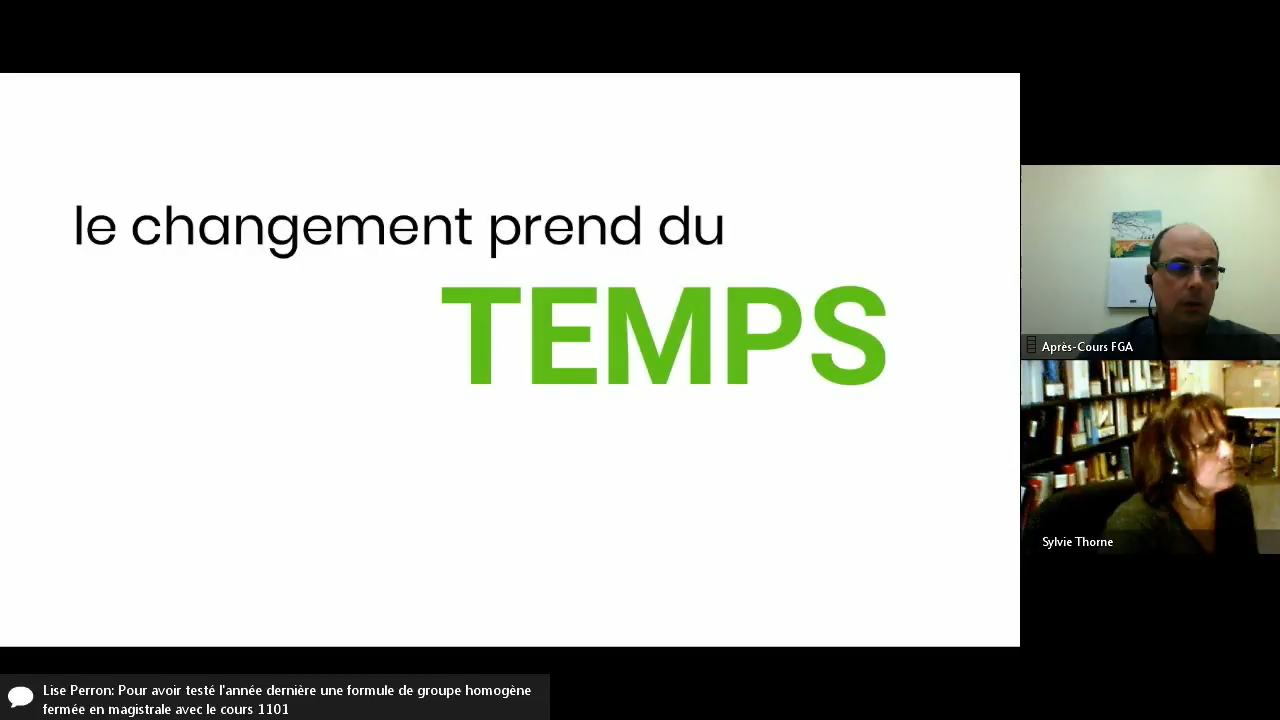 le changement prend du
TEMPS
Après-Cours FGA
Sylvie Thorne
Lise Perron: Pour avoir testé l'année dernière une formule de groupe homogène
fermée en magistrale avec le cours 1101